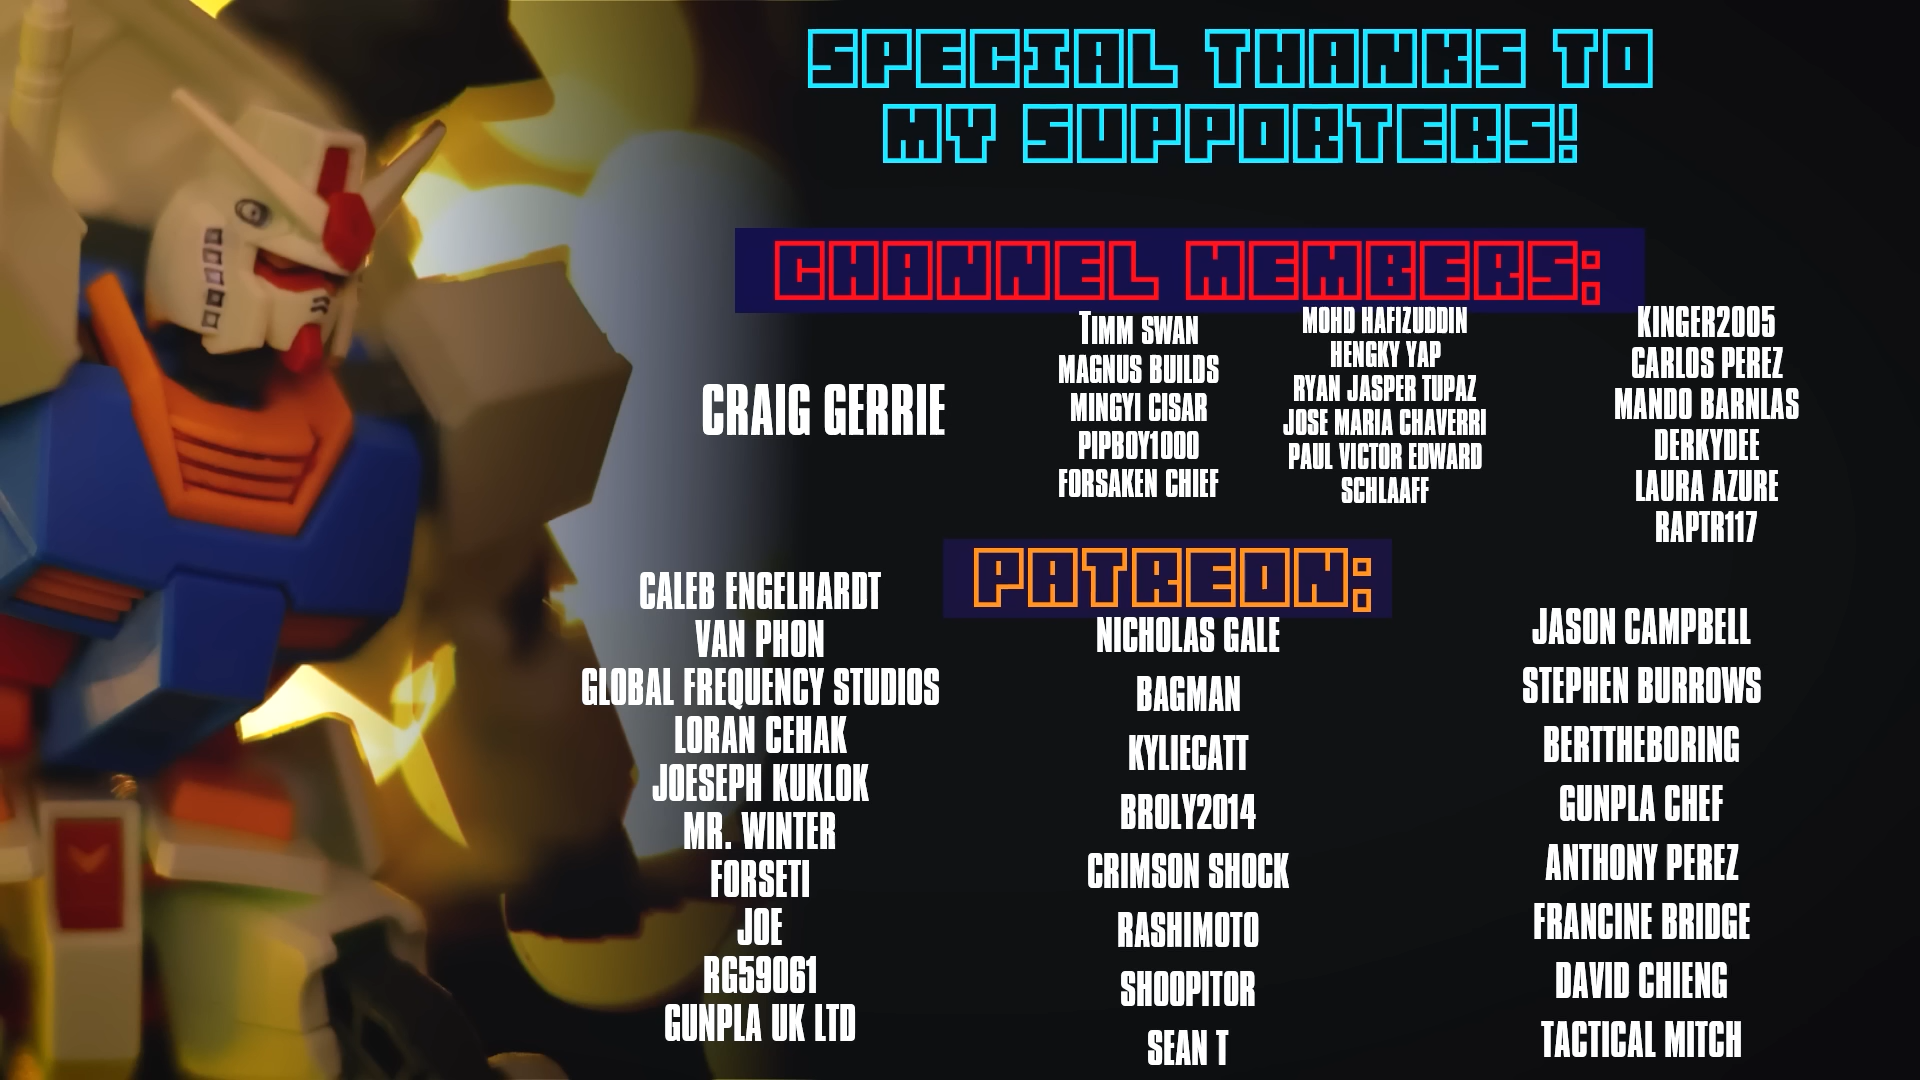 SPECIAL THANKS TO
MY SUPPORTERS!
CHANNEL MEMBERS:
CRAIG GERRIE
TIMM SWAN
MAGNUS BUILDS
MINGYI CISAR
PIPBOY1000
FORSAKEN CHIEF
MOHD HAFIZUDDIN
HENGKY YAP
RYAN JASPER TUPAZ
JOSE MARIA CHAVERRI
PAUL VICTOR EDWARD
SCHLAAFF
KINGER2005
CARLOS PEREZ
MANDO BARNLAS
DERKYDEE
LAURA AZURE
RAPTR117
PATREON:
CALEB ENGELHARDT
VAN PHON
GLOBAL FREQUENCY STUDIOS
LORAN CEHAK
JOESEPH KUKLOK
MR. WINTER
FORSETI
JOE
RG59061
GUNPLA UK LTD
NICHOLAS GALE
BAGMAN
KYLIECATT
BROLY2014
CRIMSON SHOCK
RASHIMOTO
SHOOPITOR
SEAN T
JASON CAMPBELL
STEPHEN BURROWS
BERTTHEBORING
GUNPLA CHEF
ANTHONY PEREZ
FRANCINE BRIDGE
DAVID CHIENG
TACTICAL MITCH